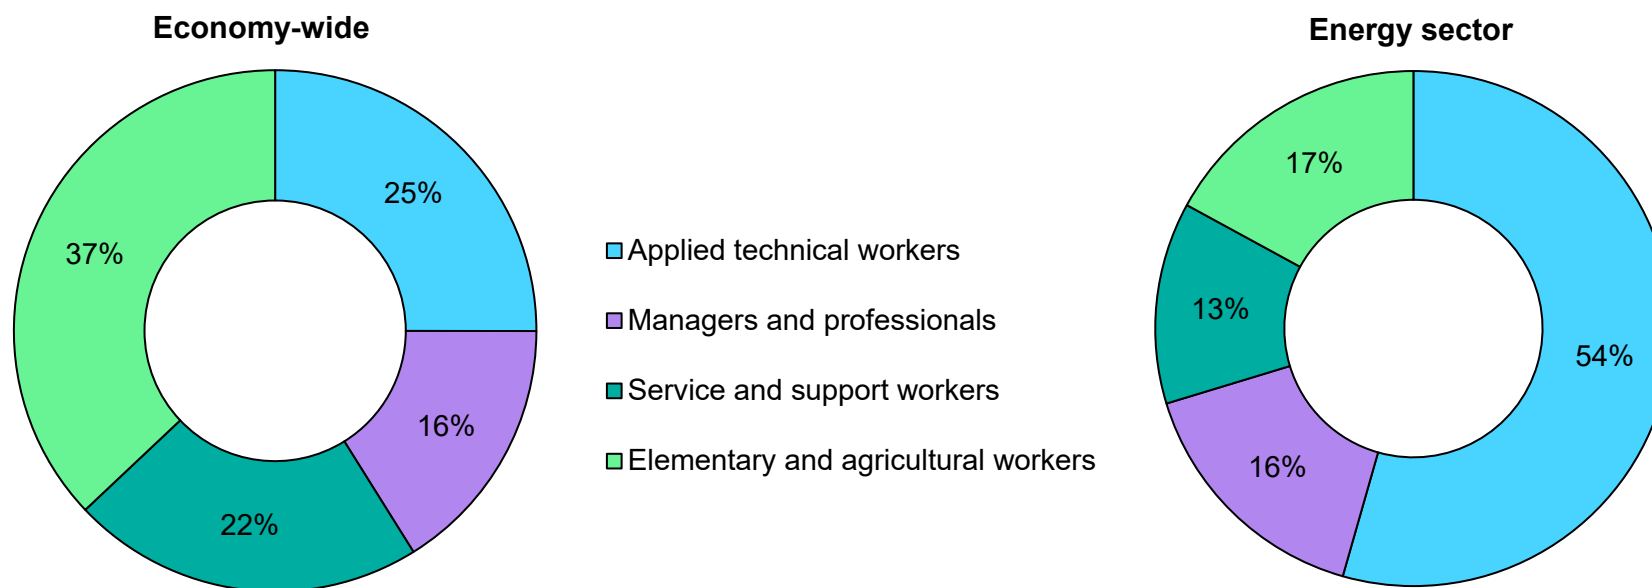 Economy-wide
25%
16%
22%
37%
Applied technical workers
Managers and professionals
Service and support workers
Elementary and agricultural workers
Energy sector
54%
16%
13%
17%